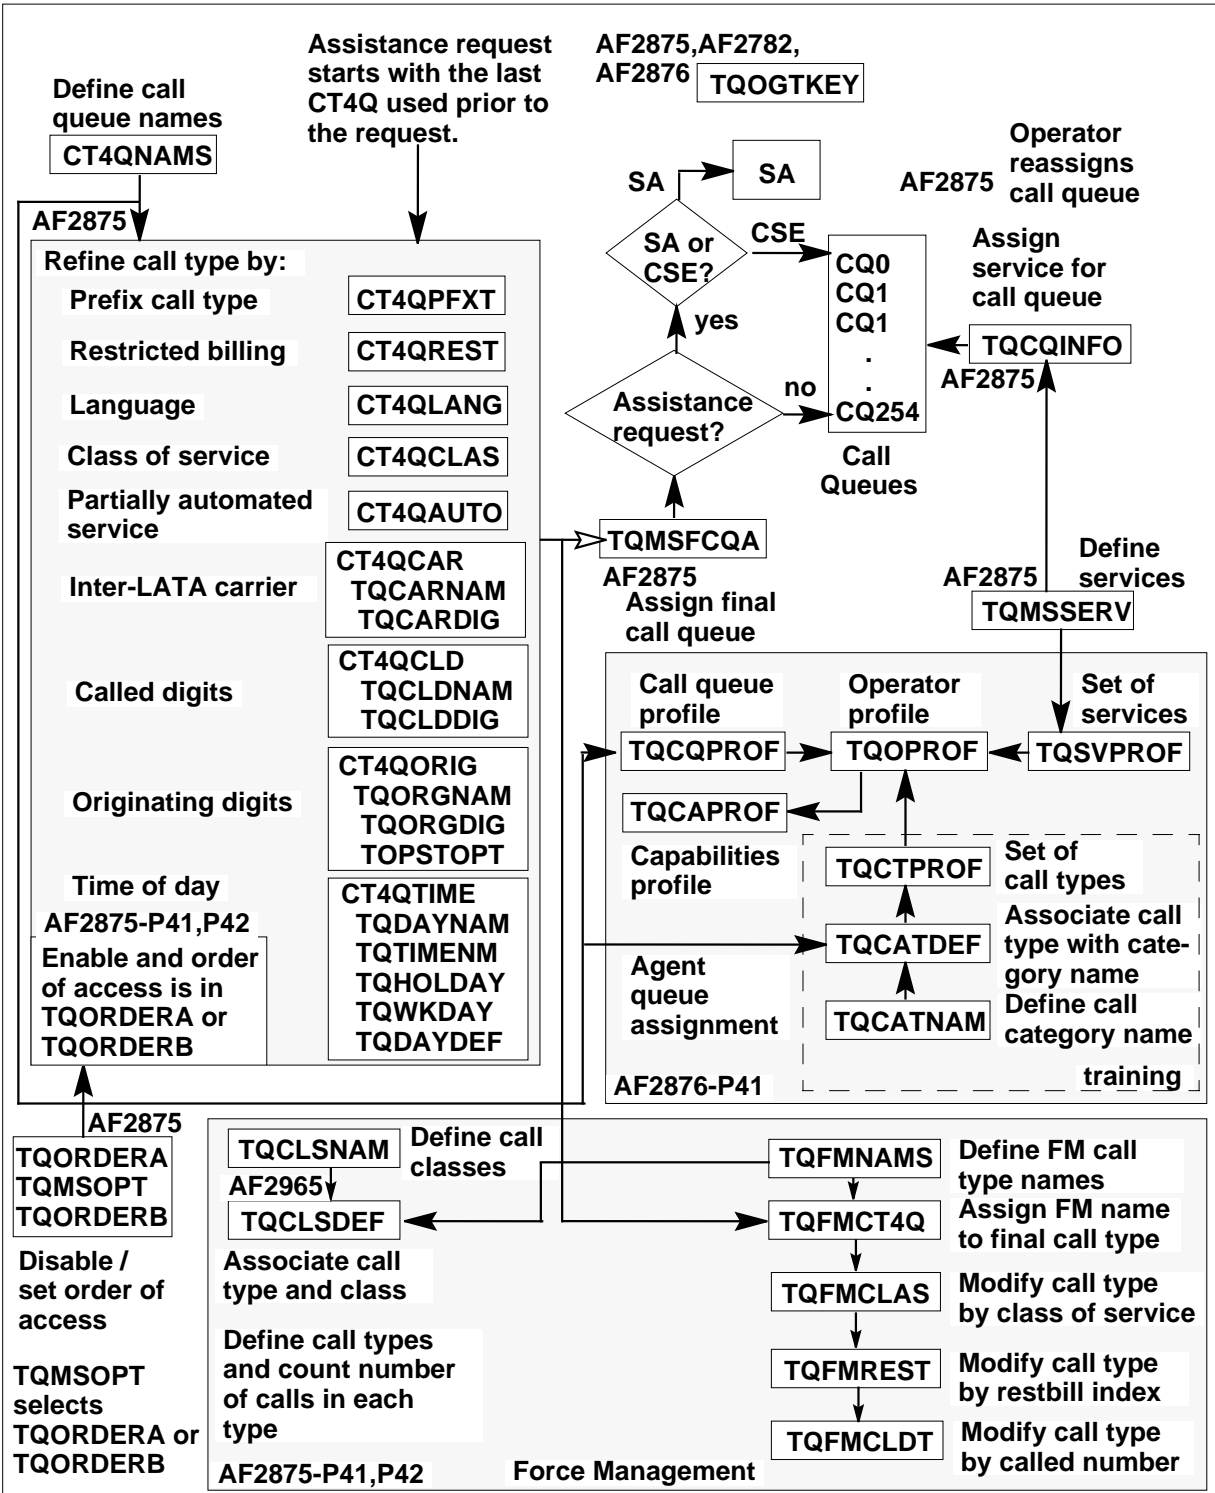 Assistance request
starts with the last
CT4Q used prior to
the request.
AF2875,AF2782,
AF2876
TQOGTKEY
Define call
queue names
CT4QNAMS
AF2875
Operator
reassigns
call queue
AF2875
SA
SA
SA or
CSE?
CSE
yes
Assistance
request?
no
CQ0
CQ1
CQ1
.
.
CQ254
Call
Queues
Assign
service for
call queue
TQCQINFO
AF2875
Refine call type by:
Prefix call type
CT4QPFXT
Restricted billing
CT4QREST
Language
CT4QLANG
Class of service
CT4QCLAS
Partially automated
service
CT4QAUTO
Inter-LATA carrier
CT4QCAR
TQCARNAM
TQCARDIG
Called digits
CT4QCLD
TQCLDNAM
TQCLDDIG
Originating digits
CT4QORIG
TQORGNAM
TQORGDIG
TOPSTOPT
Time of day
CT4QTIME
TQDAYNAM
TQTIMENM
TQHOLDAY
TQWKDAY
TQDAYDEF
AF2875-P41,P42
Enable and order
of access is in
TQORDERA or
TQORDERB
TQMSFCQA
AF2875
Assign final
call queue
AF2875
Define
services
TQMSSERV
Call queue
profile
Operator
profile
Set of
services
TQCQPROF
TQOPROF
TQSVPROF
TQCAPROF
Capabilities
profile
TQCTPROF
Set of
call types
TQCATDEF
Associate call
type with cate-
gory name
Agent
queue
assignment
TQCATNAM
Define call
category name
training
AF2876-P41
AF2875
TQORDERA
TQMSOPT
TQORDERB
Disable /
set order of
access
TQMSOPT
selects
TQORDERA or
TQORDERB
TQCLSNAM
Define call
classes
AF2965
TQCLSDEF
Associate call
type and class
Define call types
and count number
of calls in each
type
AF2875-P41,P42
Force Management
TQFMNAMS
Define FM call
type names
TQFMCT4Q
Assign FM name
to final call type
TQFMCLAS
Modify call type
by class of service
TQFMREST
Modify call type
by restbill index
TQFMCLDT
Modify call type
by called number